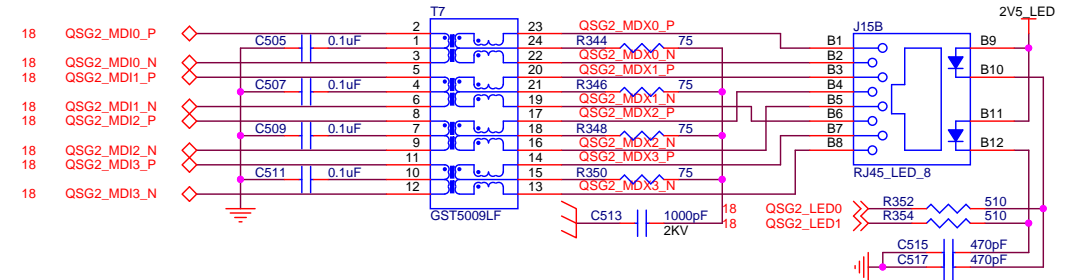 T7
2V5_LED
18 QSG2_MDI0_P 2 23 QSG2_MDX0_P J15B
C505 0.1uF 1 24 R344 75 B1 B9
18 QSG2_MDI0_N 3 22 QSG2_MDX0_N B2
18 QSG2_MDI1_P 5 20 QSG2_MDX1_P B3 B10
C507 0.1uF 4 21 R346 75 B4
18 QSG2_MDI1_N 6 19 QSG2_MDX1_N B5
18 QSG2_MDI2_P 8 17 QSG2_MDX2_P B6 B11
C509 0.1uF 7 18 R348 75 B7
18 QSG2_MDI2_N 9 16 QSG2_MDX2_N B8 B12
18 QSG2_MDI3_P 11 14 QSG2_MDX3_P
C511 0.1uF 10 15 R350 75 RJ45_LED_8
18 QSG2_MDI3_N 12 13 QSG2_MDX3_N
GST5009LF
C513 1000pF 18 QSG2_LED0 R352 510
2KV 18 QSG2_LED1 R354 510
C515 470pF
C517 470pF